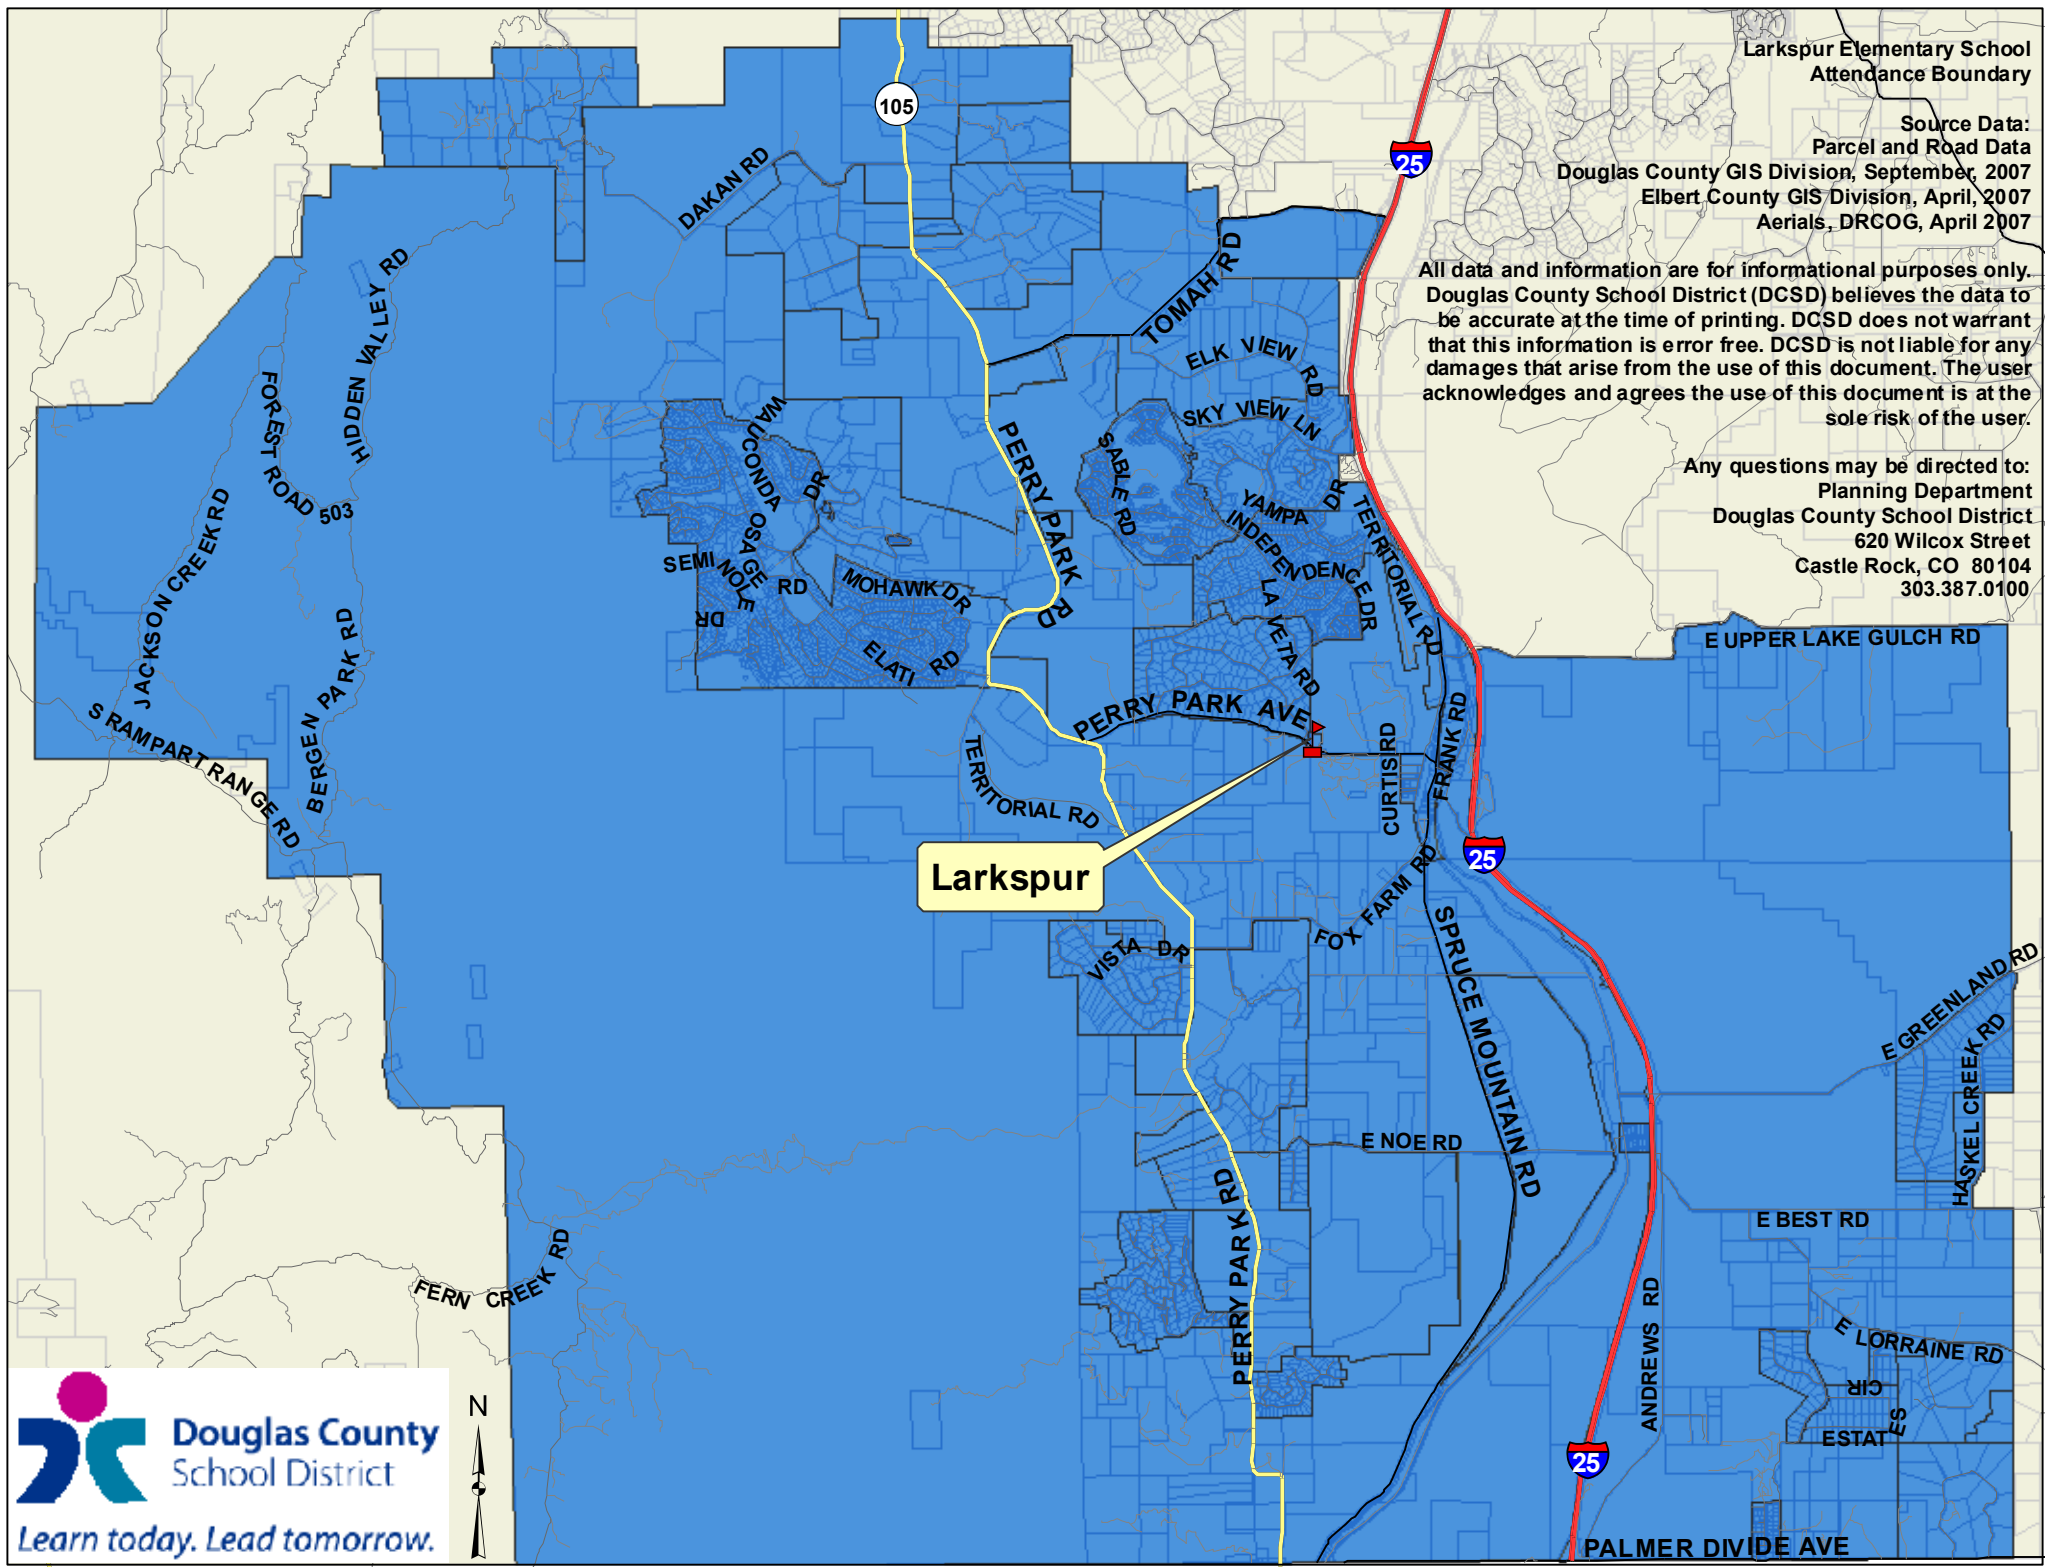 Larkspur Elementary School
Attendance Boundary
Source Data:
Parcel and Road Data
Douglas County GIS Division, September, 2007
Elbert County GIS Division, April, 2007
Aerials, DRCOG, April 2007
All data and information are for informational purposes only.
Douglas County School District (DCSD) believes the data to
be accurate at the time of printing. DCSD does not warrant
that this information is error free. DCSD is not liable for any
damages that arise from the use of this document. The user
acknowledges and agrees the use of this document is at the
sole risk of the user.
Any questions may be directed to:
Planning Department
Douglas County School District
620 Wilcox Street
Castle Rock, CO 80104
303.387.0100
105
25
DAKAN RD
TOMAH RD
HIDDEN VALLEY RD
FOREST ROAD 503
ELK VIEW RD
SKY VIEW LN
WAUCONDA DR
PERRY PARK RD
SABLE RD
YAMPA DR
INDEPENDENCE DR
TERRITORIAL RD
JACKSON CREEK RD
OSAGE RD
SEMINOLE DR
MOHAWK DR
ELATI RD
LA VETA RD
E UPPER LAKE GULCH RD
BERGEN PARK RD
S RAMPART RANGE RD
PERRY PARK AVE
FRANK RD
CURTIS RD
TERRITORIAL RD
25
Larkspur
FOX FARM RD
VISTA DR
SPRUCE MOUNTAIN RD
E GREENLAND RD
HASKEL CREEK RD
E NOE RD
PERRY PARK RD
E BEST RD
FERN CREEK RD
ANDREWS RD
E LORRAINE RD
ESTATES CIR
25
PALMER DIVIDE AVE
N
Douglas County
School District
Learn today. Lead tomorrow.